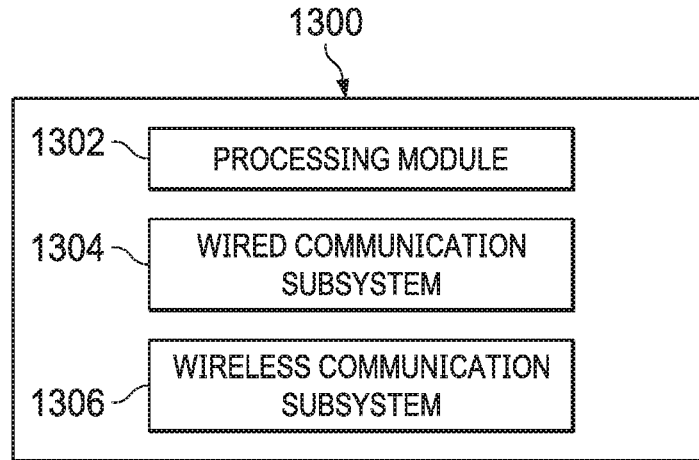 1300
1302
PROCESSING MODULE
1304
WIRED COMMUNICATION
SUBSYSTEM
1306
WIRELESS COMMUNICATION
SUBSYSTEM